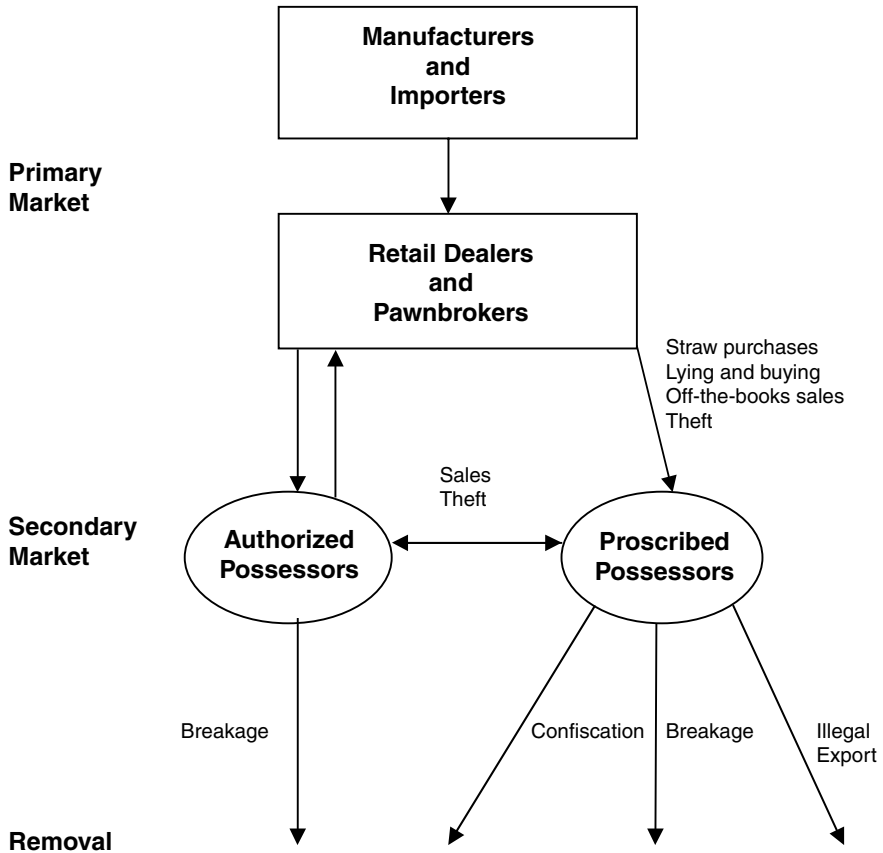 Manufacturers
and
Importers
Primary
Market
Retail Dealers
and
Pawnbrokers
Straw purchases
Lying and buying
Off-the-books sales
Theft
Sales
Theft
Secondary
Market
Authorized
Possessors
Proscribed
Possessors
Breakage
Confiscation
Breakage
Illegal
Export
Removal